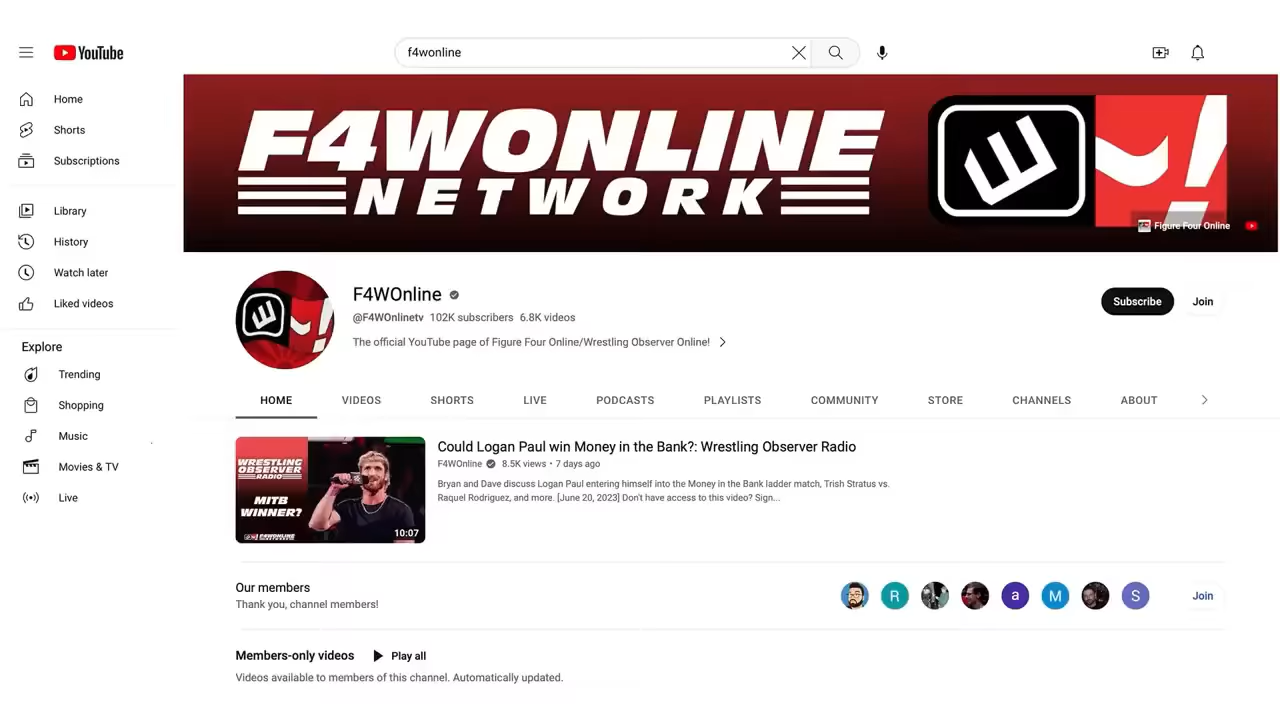 YouTube
f4wonline
Home
Shorts
Subscriptions
Library
History
Watch later
Liked videos
Explore
Trending
Shopping
Music
Movies & TV
Live
F4WONLINE
NETWORK
Figure Four Online
F4WOnline
@F4WOnlinetv 102K subscribers 6.8K videos
The official YouTube page of Figure Four Online/Wrestling Observer Online!
Subscribe
Join
HOME VIDEOS SHORTS LIVE PODCASTS PLAYLISTS COMMUNITY STORE CHANNELS ABOUT
WRESTLING
OBSERVER
RADIO
MITB
WINNER?
F4WONLINE
10:07
Could Logan Paul win Money in the Bank?: Wrestling Observer Radio
F4WOnline 8.5K views • 7 days ago
Bryan and Dave discuss Logan Paul entering himself into the Money in the Bank ladder match, Trish Stratus vs.
Raquel Rodriguez, and more. [June 20, 2023] Don't have access to this video? Sign...
Our members
Thank you, channel members!
R a M S
Join
Members-only videos Play all
Videos available to members of this channel. Automatically updated.